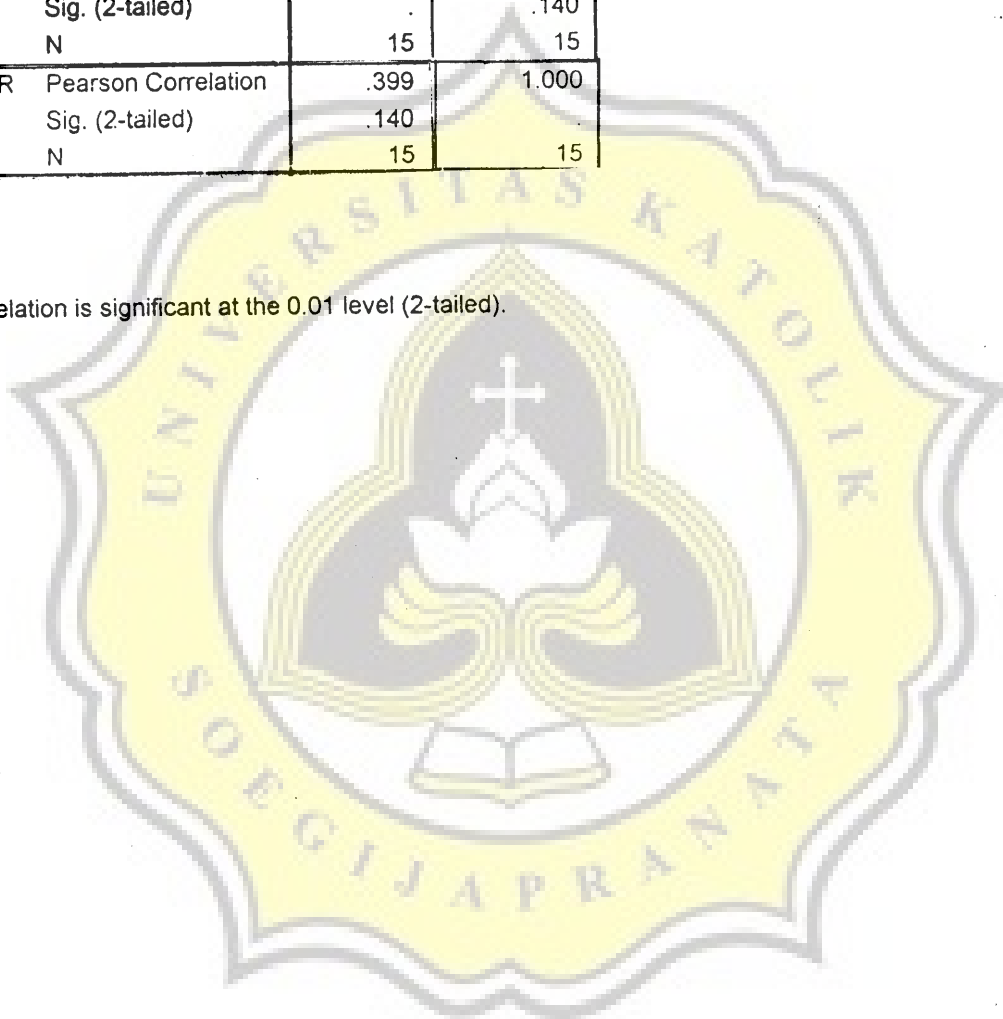 Sig. (2-tailed) . .140
N 15 15
R Pearson Correlation .399 1.000
Sig. (2-tailed) .140 .
N 15 15
elation is significant at the 0.01 level (2-tailed).
UNIVERSITAS KATOLIK
SOEGIJAPRANATA